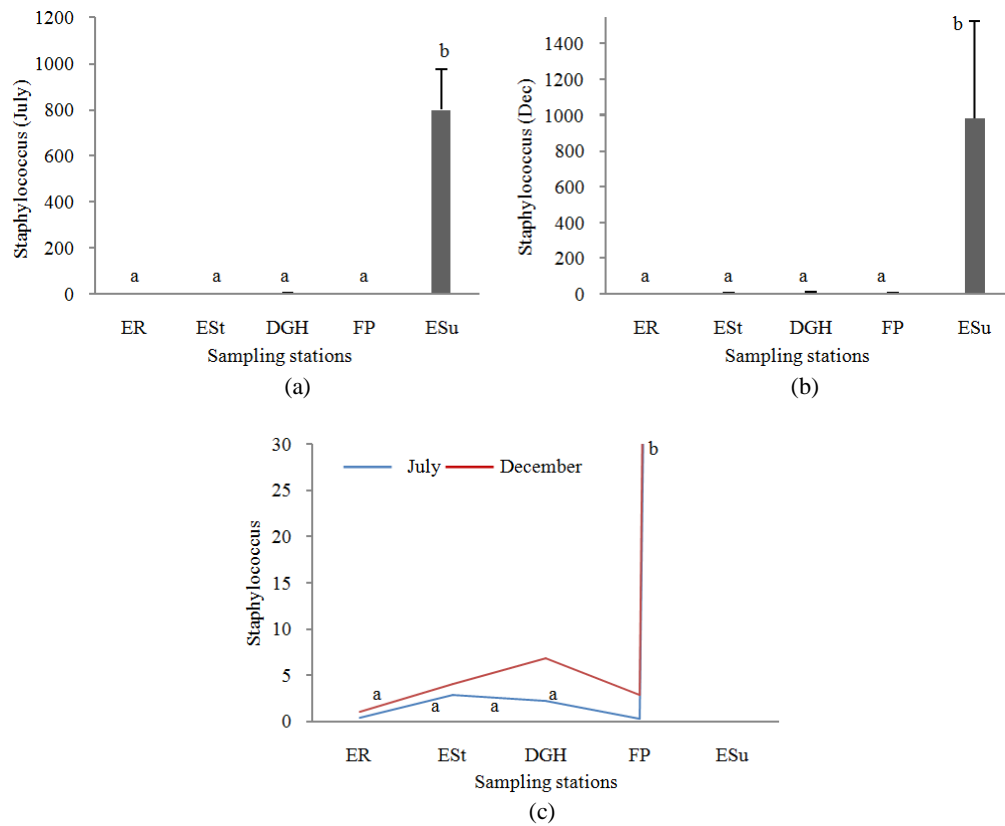 Staphylococcus (July)
1200
1000
800
600
400
200
0
a a a a b
ER ESt DGH FP ESu
Sampling stations
(a)
Staphylococcus (Dec)
1400
1200
1000
800
600
400
200
0
a a a a b
ER ESt DGH FP ESu
Sampling stations
(b)
Staphylococcus
30
25
20
15
10
5
0
July December
b
a a a a
ER ESt DGH FP ESu
Sampling stations
(c)